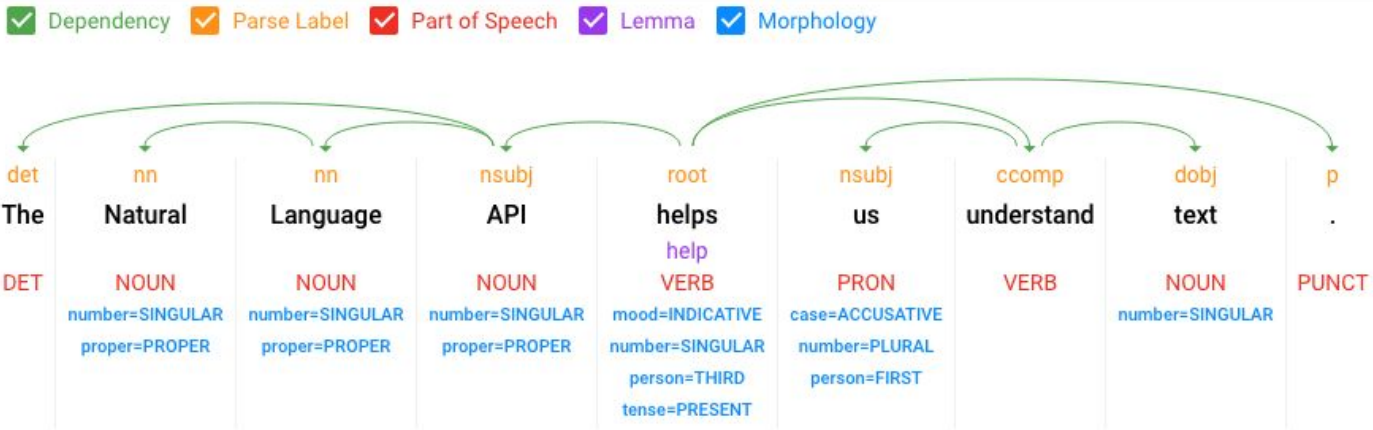 Dependency Parse Label Part of Speech Lemma Morphology
det nn nn nsubj root nsubj ccomp dobj p
The Natural Language API helps us understand text .
help
DET NOUN NOUN NOUN VERB PRON VERB NOUN PUNCT
number=SINGULAR number=SINGULAR number=SINGULAR mood=INDICATIVE case=ACCUSATIVE number=SINGULAR
proper=PROPER proper=PROPER proper=PROPER number=SINGULAR number=PLURAL
person=THIRD person=FIRST
tense=PRESENT